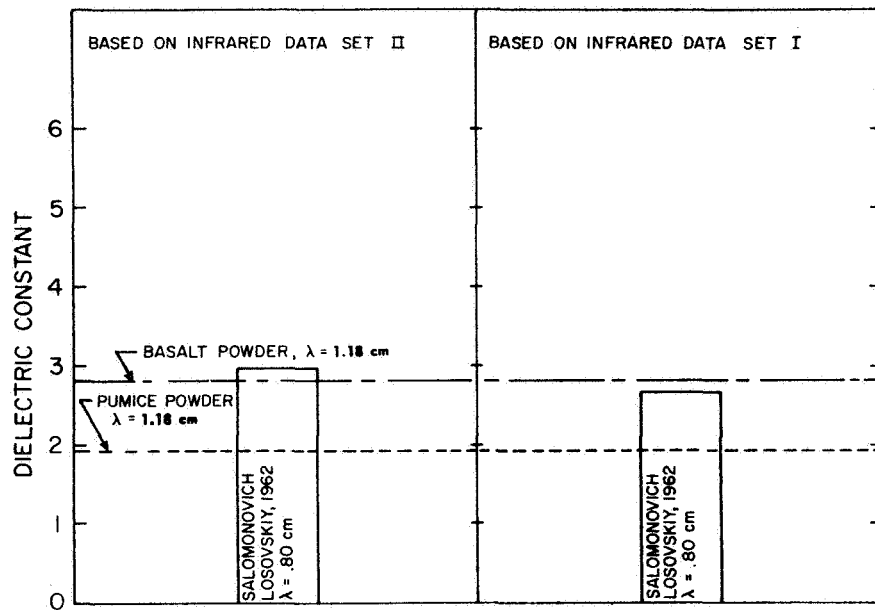 BASED ON INFRARED DATA SET II
BASED ON INFRARED DATA SET I
DIELECTRIC CONSTANT
6
5
4
3
2
1
0
BASALT POWDER, λ = 1.18 cm
PUMICE POWDER
λ = 1.18 cm
SALOMONOVICH
LOSOVSKIY, 1962
λ = .80 cm
SALOMONOVICH
LOSOVSKIY, 1962
λ = .80 cm